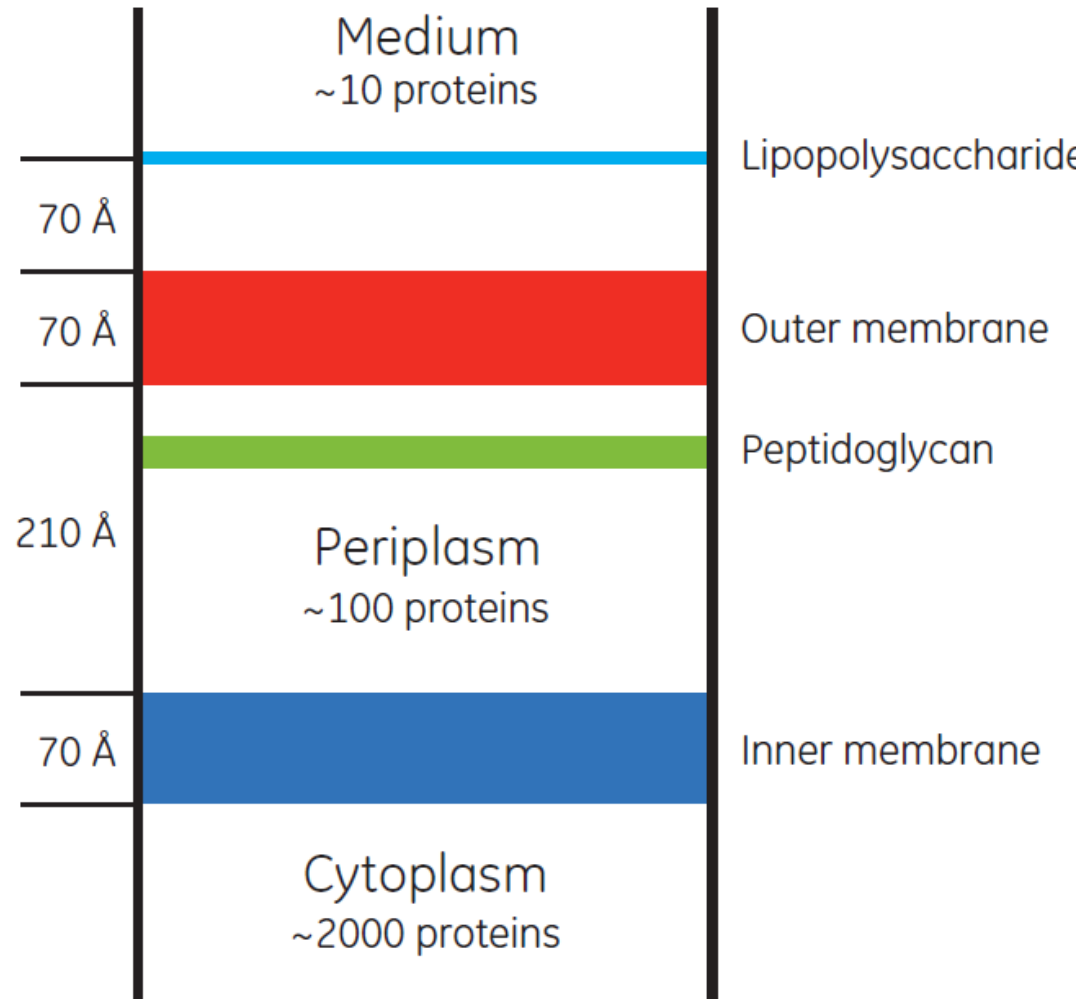 Medium
~10 proteins
Lipopolysaccharide
70 Å
70 Å
Outer membrane
Peptidoglycan
210 Å
Periplasm
~100 proteins
70 Å
Inner membrane
Cytoplasm
~2000 proteins